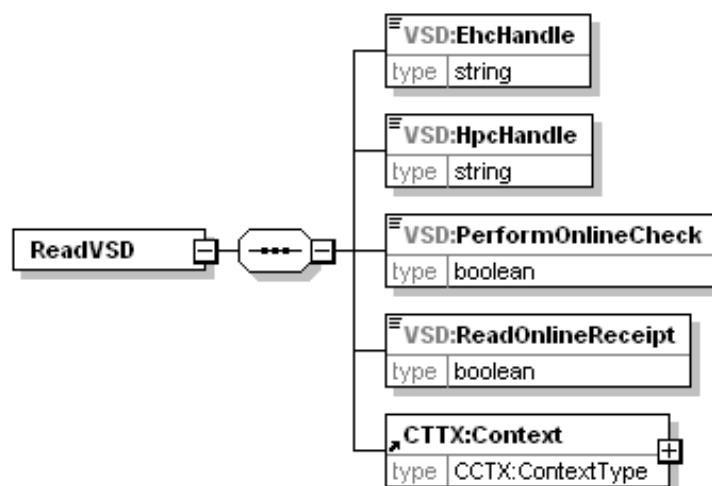 VSD:EhcHandle
type string
VSD:HpcHandle
type string
ReadVSD
VSD:PerformOnlineCheck
type boolean
VSD:ReadOnlineReceipt
type boolean
CTTX:Context
type CCTX:ContextType